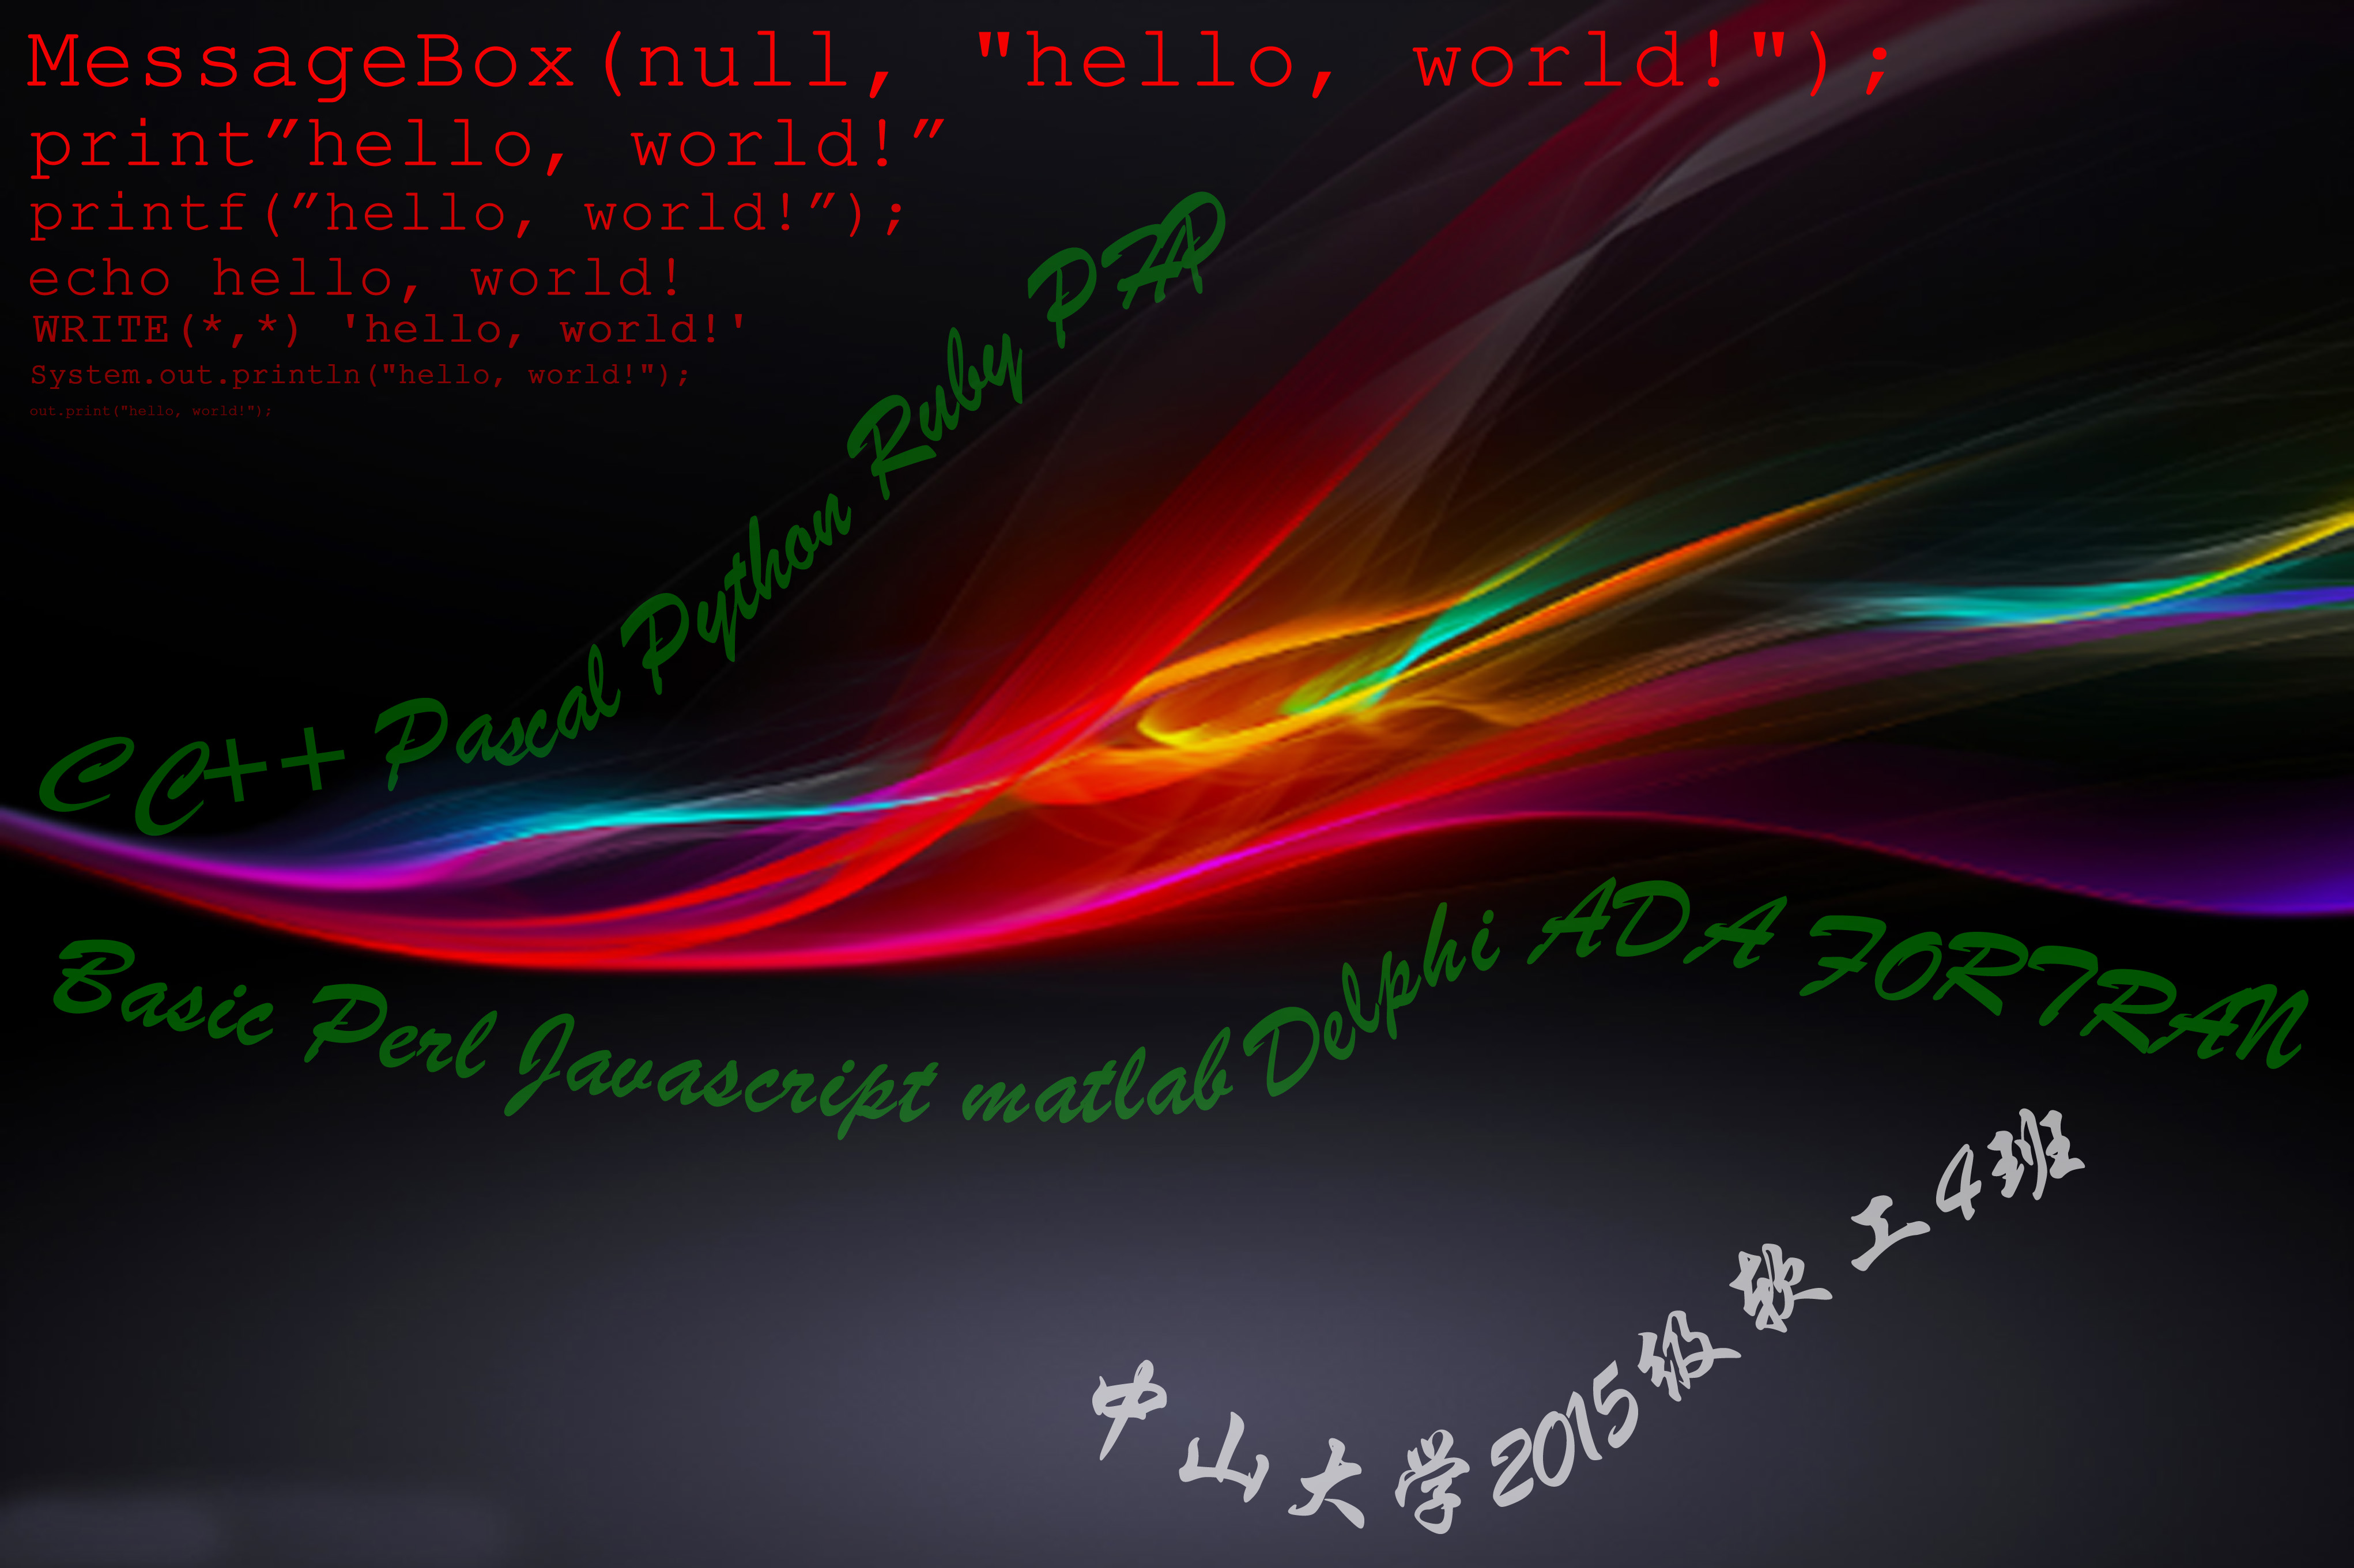 MessageBox(null, "hello, world!");
print”hello, world!”
printf(”hello, world!”);
echo hello, world!
WRITE(*,*) 'hello, world!'
System.out.println("hello, world!");
out.print("hello, world!");
C C++ Pascal Python Ruby PHP
Basic Perl Javascript matlab Delphi ADA FORTRAN
中山大学2015级软工4班